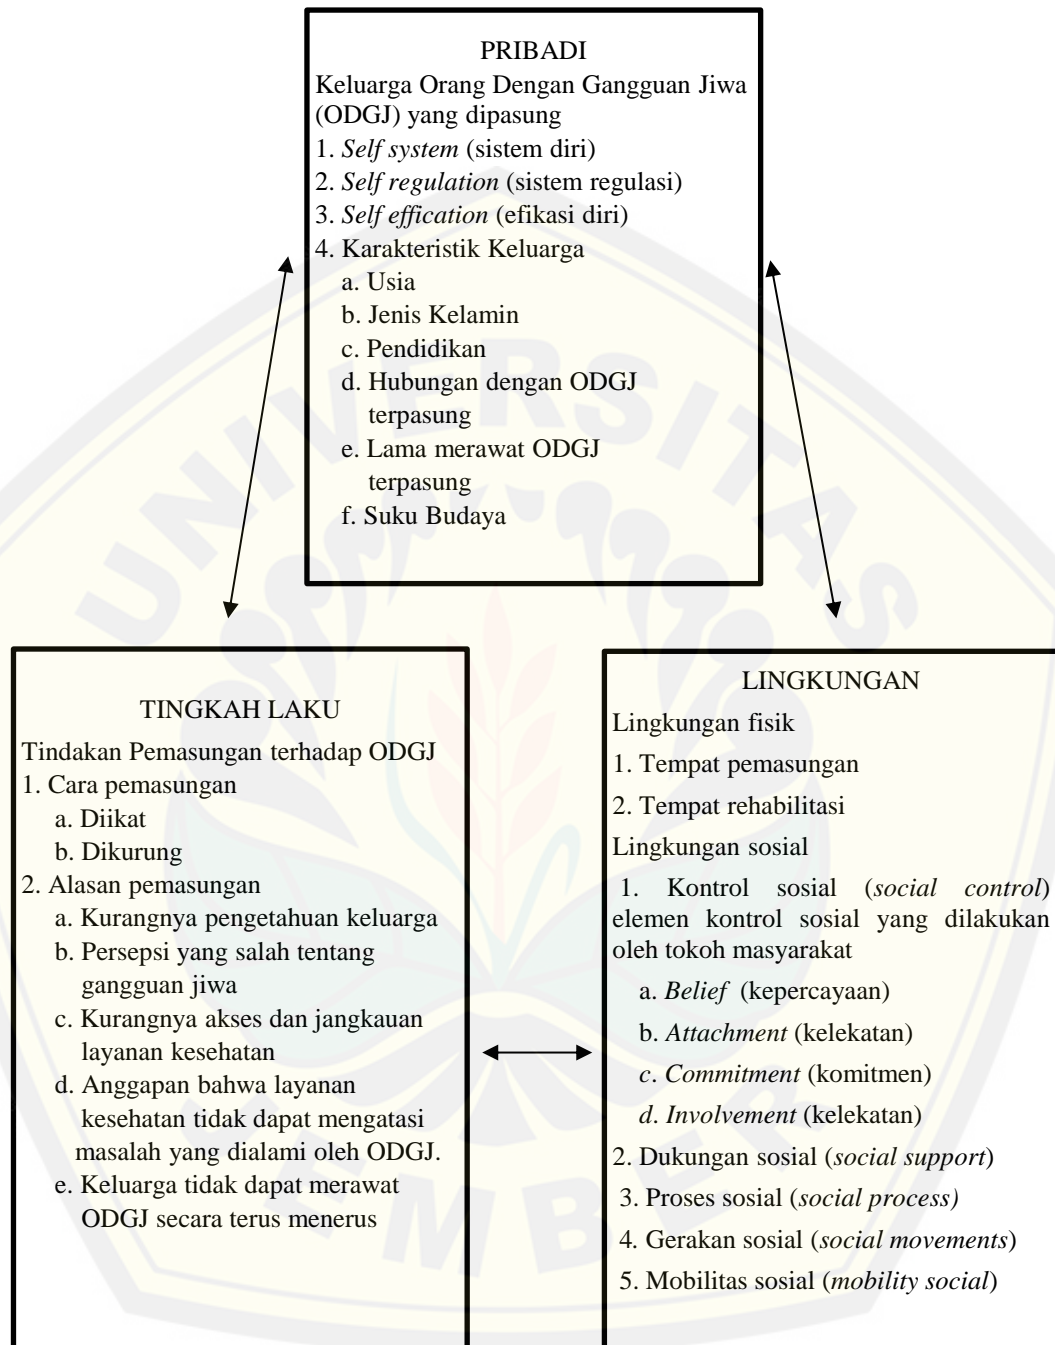 PRIBADI
Keluarga Orang Dengan Gangguan Jiwa
(ODGJ) yang dipasung
1. Self system (sistem diri)
2. Self regulation (sistem regulasi)
3. Self effication (efikasi diri)
4. Karakteristik Keluarga
a. Usia
b. Jenis Kelamin
c. Pendidikan
d. Hubungan dengan ODGJ
terpasung
e. Lama merawat ODGJ
terpasung
f. Suku Budaya
TINGKAH LAKU
Tindakan Pemasungan terhadap ODGJ
1. Cara pemasungan
a. Diikat
b. Dikurung
2. Alasan pemasungan
a. Kurangnya pengetahuan keluarga
b. Persepsi yang salah tentang
gangguan jiwa
c. Kurangnya akses dan jangkauan
layanan kesehatan
d. Anggapan bahwa layanan
kesehatan tidak dapat mengatasi
masalah yang dialami oleh ODGJ.
e. Keluarga tidak dapat merawat
ODGJ secara terus menerus
LINGKUNGAN
Lingkungan fisik
1. Tempat pemasungan
2. Tempat rehabilitasi
Lingkungan sosial
1. Kontrol sosial (social control)
elemen kontrol sosial yang dilakukan
oleh tokoh masyarakat
a. Belief (kepercayaan)
b. Attachment (kelekatan)
c. Commitment (komitmen)
d. Involvement (kelekatan)
2. Dukungan sosial (social support)
3. Proses sosial (social process)
4. Gerakan sosial (social movements)
5. Mobilitas sosial (mobility social)
UNIVERSITAS
JEMBER